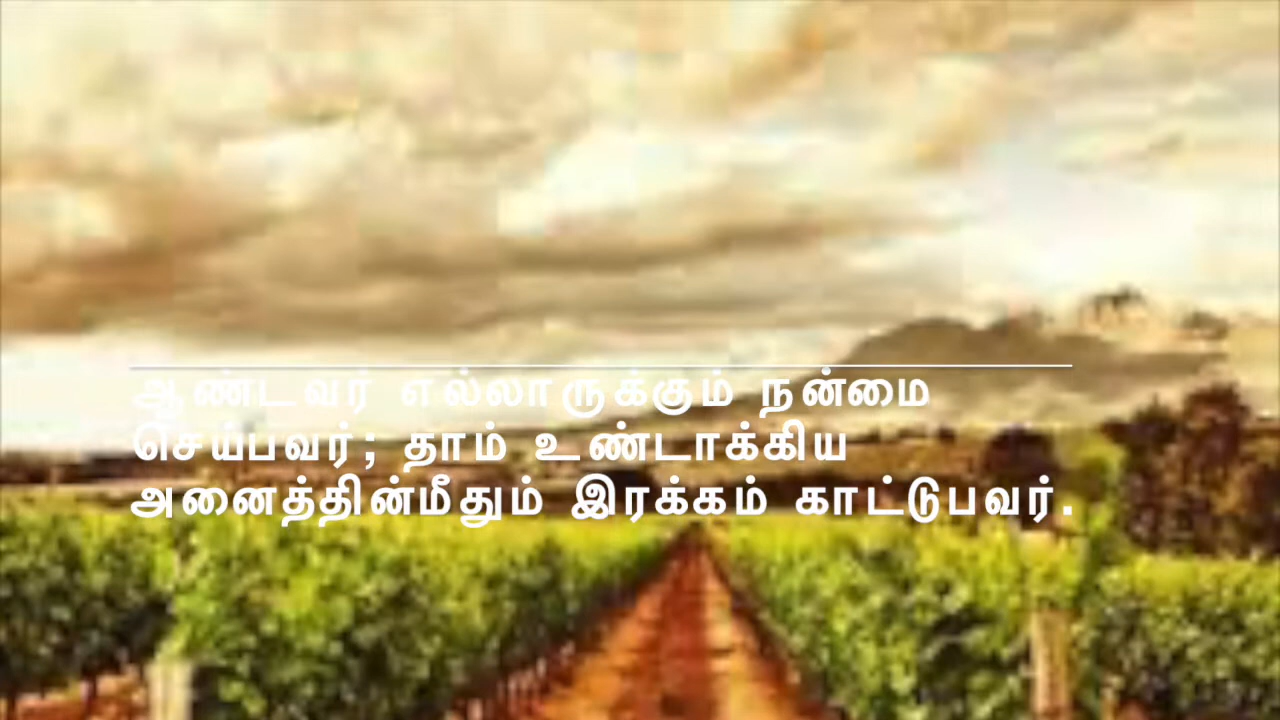 ஆண்டவர் எல்லாருக்கும் நன்மை
செய்பவர்; தாம் உண்டாக்கிய
அனைத்தின்மீதும் இரக்கம் காட்டுபவர்.